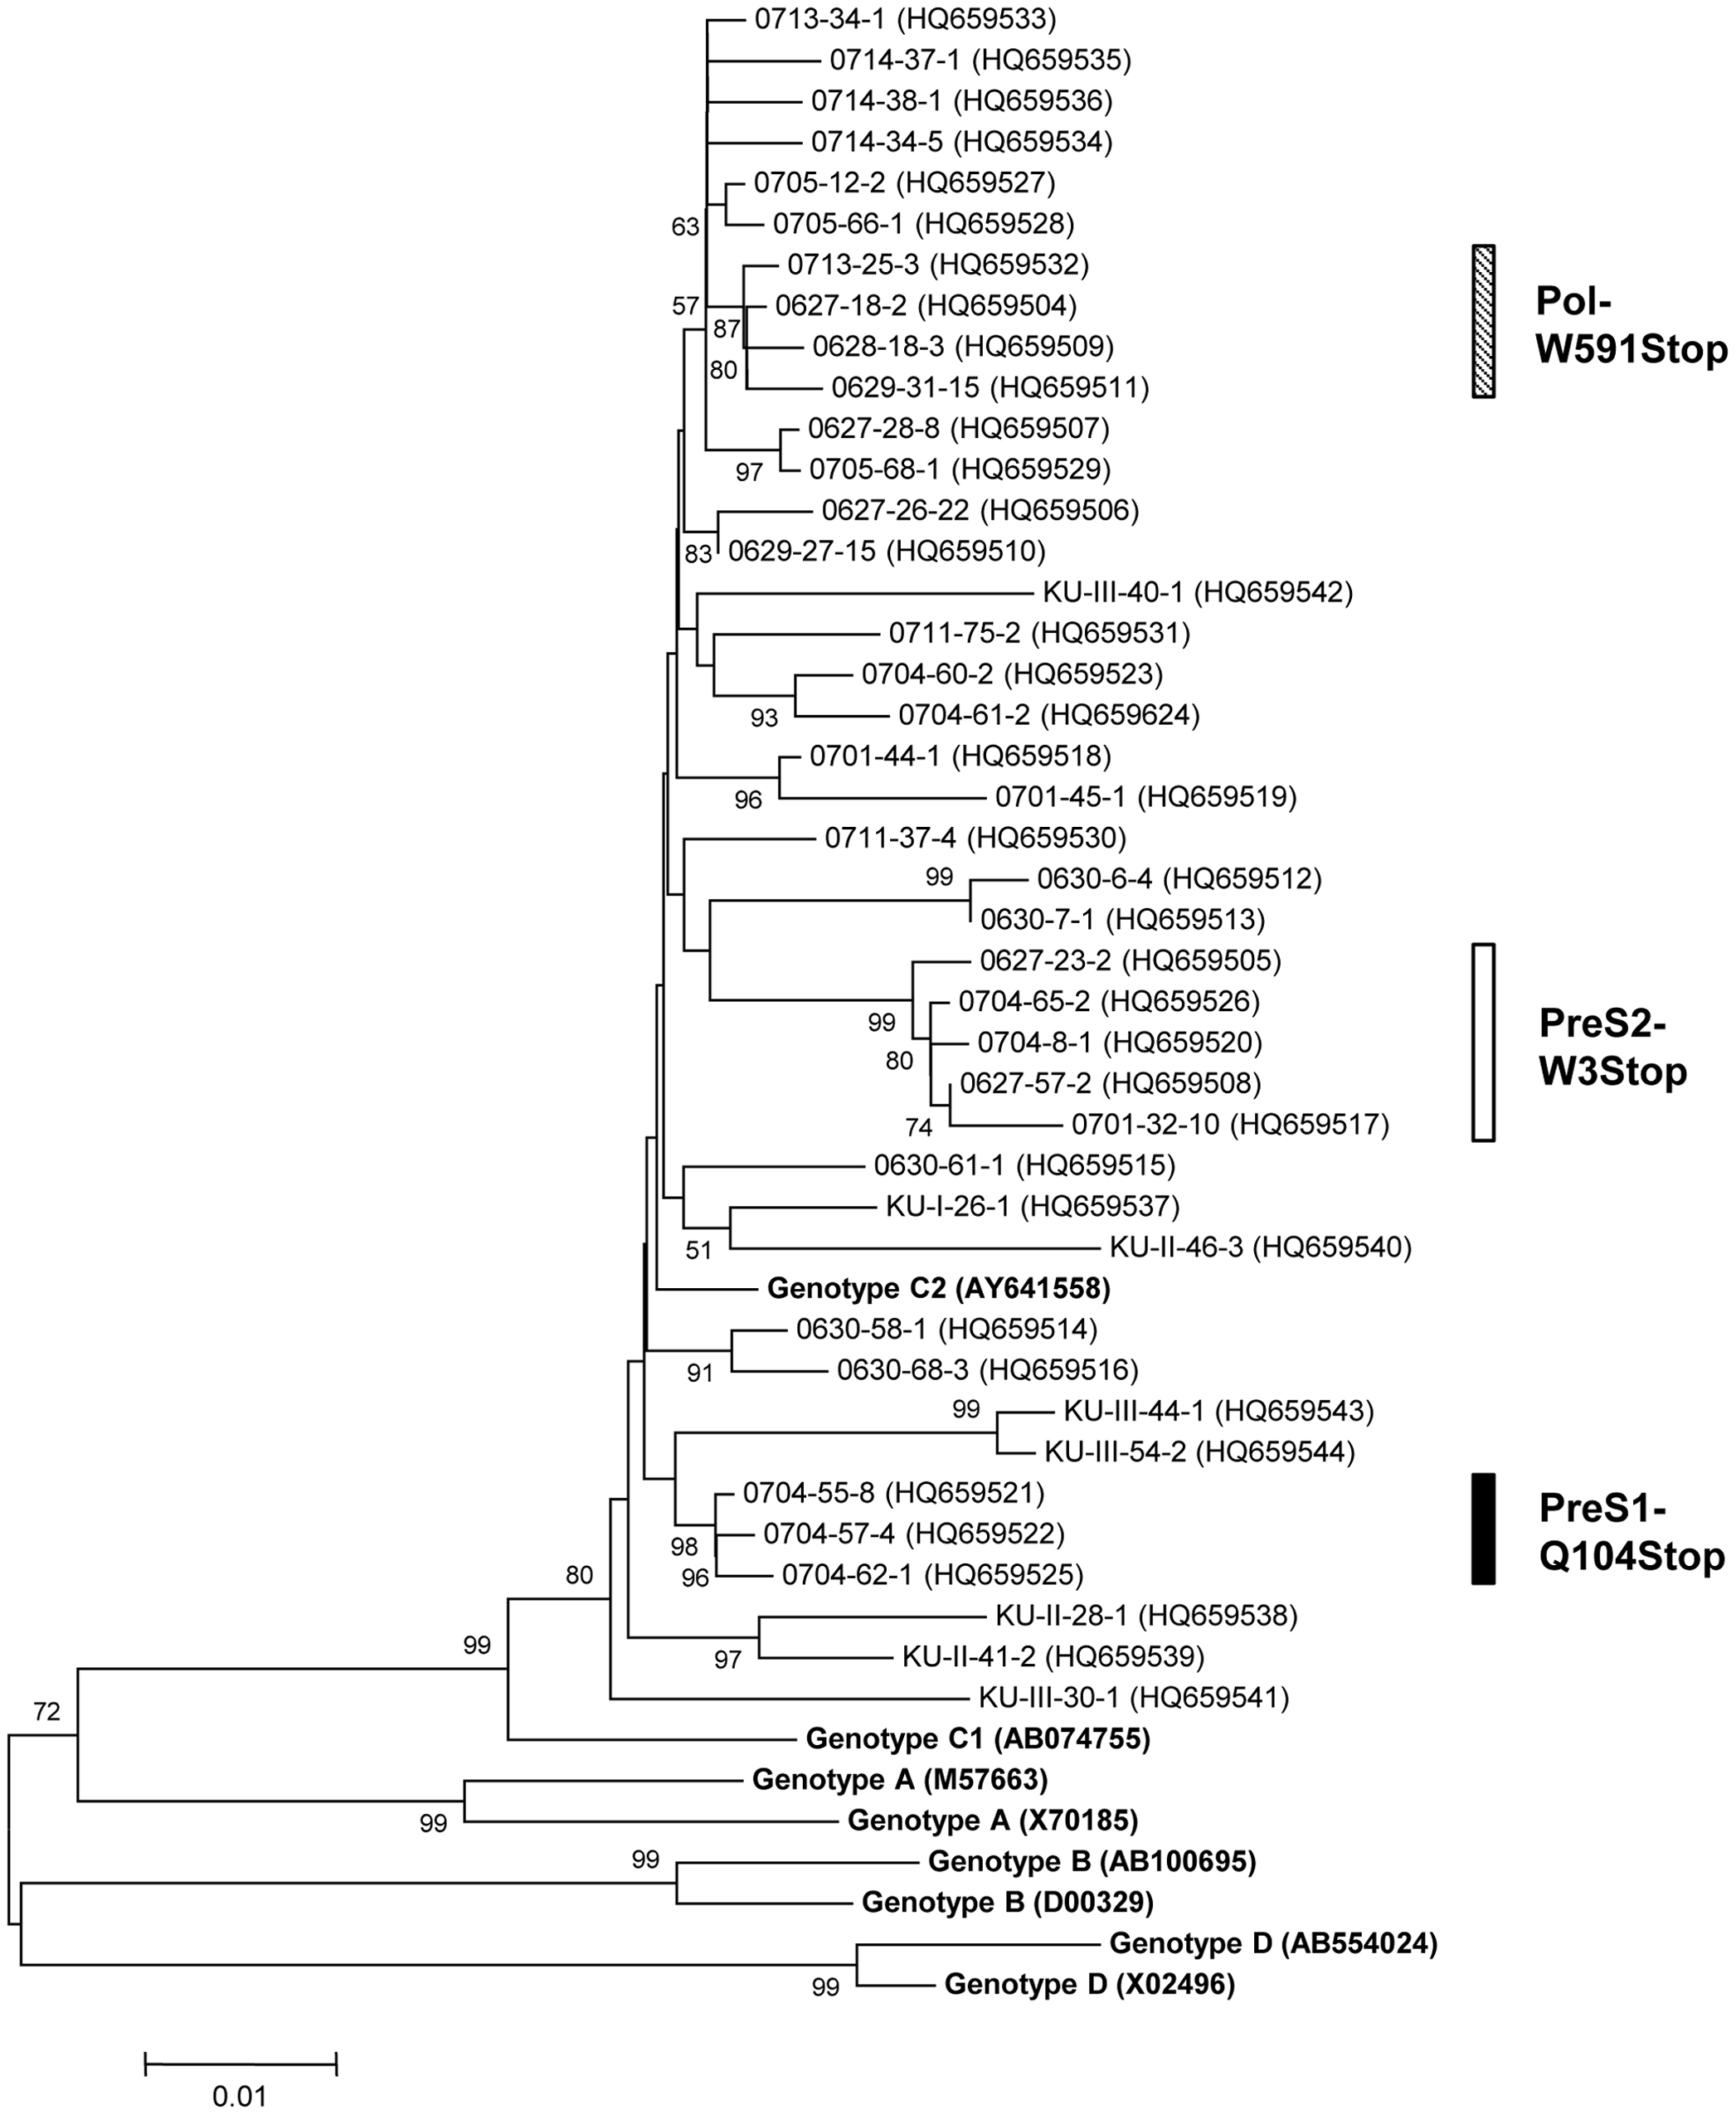 0713-34-1 (HQ659533)
0714-37-1 (HQ659535)
0714-38-1 (HQ659536)
0714-34-5 (HQ659534)
0705-12-2 (HQ659527)
63
0705-66-1 (HQ659528)
0713-25-3 (HQ659532)
57
0627-18-2 (HQ659504)
87
0628-18-3 (HQ659509)
80
0629-31-15 (HQ659511)
Pol-
W591Stop
0627-28-8 (HQ659507)
97
0705-68-1 (HQ659529)
0627-26-22 (HQ659506)
83
0629-27-15 (HQ659510)
KU-III-40-1 (HQ659542)
0711-75-2 (HQ659531)
0704-60-2 (HQ659523)
93
0704-61-2 (HQ659624)
0701-44-1 (HQ659518)
96
0701-45-1 (HQ659519)
0711-37-4 (HQ659530)
99
0630-6-4 (HQ659512)
0630-7-1 (HQ659513)
0627-23-2 (HQ659505)
0704-65-2 (HQ659526)
99
0704-8-1 (HQ659520)
80
0627-57-2 (HQ659508)
74
0701-32-10 (HQ659517)
PreS2-
W3Stop
0630-61-1 (HQ659515)
KU-I-26-1 (HQ659537)
51
KU-II-46-3 (HQ659540)
Genotype C2 (AY641558)
0630-58-1 (HQ659514)
91
0630-68-3 (HQ659516)
99
KU-III-44-1 (HQ659543)
KU-III-54-2 (HQ659544)
0704-55-8 (HQ659521)
0704-57-4 (HQ659522)
98
96
0704-62-1 (HQ659525)
PreS1-
Q104Stop
80
KU-II-28-1 (HQ659538)
99
97
KU-II-41-2 (HQ659539)
KU-III-30-1 (HQ659541)
72
Genotype C1 (AB074755)
Genotype A (M57663)
99
Genotype A (X70185)
99
Genotype B (AB100695)
Genotype B (D00329)
Genotype D (AB554024)
99
Genotype D (X02496)
0.01